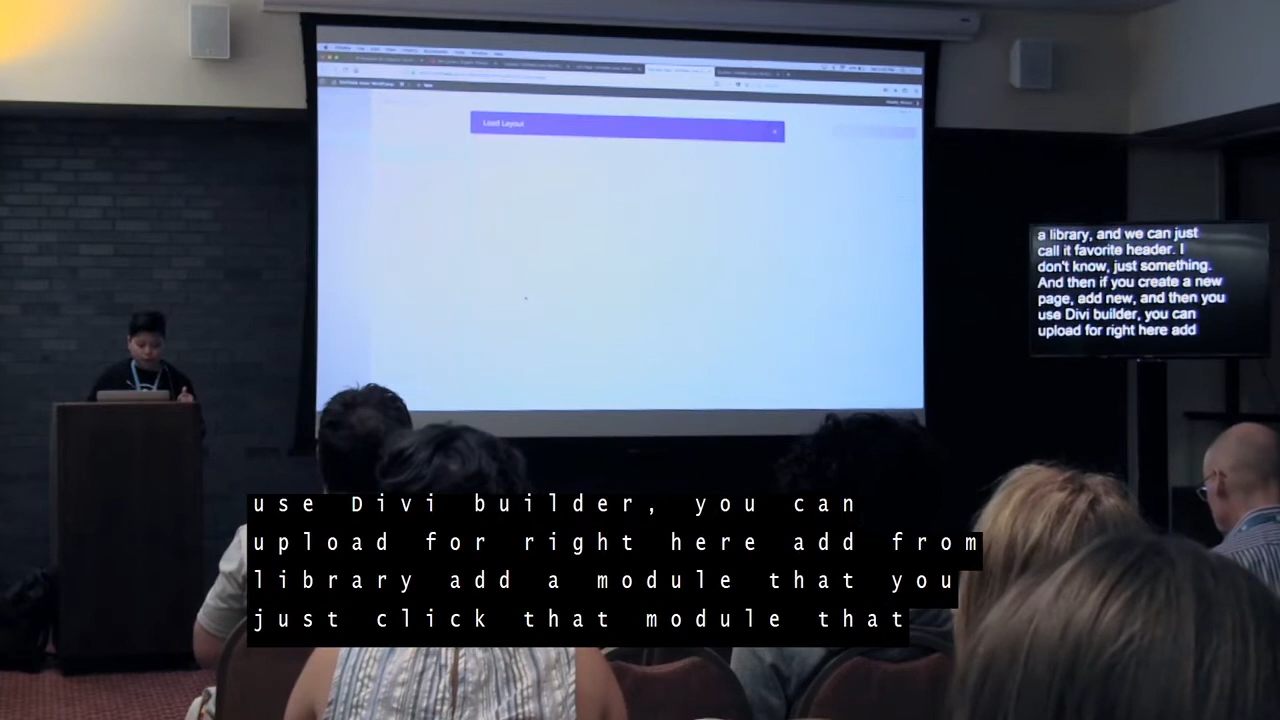 Load Layout
a library, and we can just
call it favorite header. I
don't know, just something.
And then if you create a new
page, add new, and then you
use Divi builder, you can
upload for right here add
use Divi builder, you can
upload for right here add from
library add a module that you
just click that module that